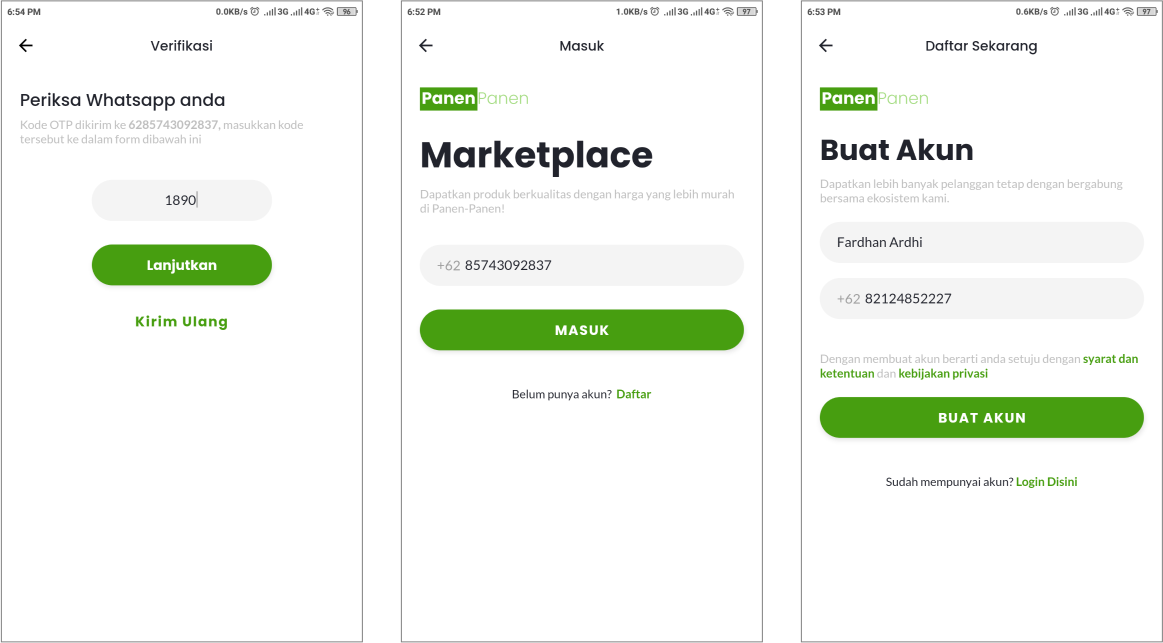 6:54 PM 0.0KB/s 3G 4G 96
Verifikasi
Periksa Whatsapp anda
Kode OTP dikirim ke 6285743092837, masukkan kode
tersebut ke dalam form dibawah ini
1890
Lanjutkan
Kirim Ulang
6:52 PM 1.0KB/s 3G 4G 97
Masuk
PanenPanen
Marketplace
Dapatkan produk berkualitas dengan harga yang lebih murah
di Panen-Panen!
+62 85743092837
MASUK
Belum punya akun? Daftar
6:53 PM 0.6KB/s 3G 4G 97
Daftar Sekarang
PanenPanen
Buat Akun
Dapatkan lebih banyak pelanggan tetap dengan bergabung
bersama ekosistem kami.
Fardhan Ardhi
+62 82124852227
Dengan membuat akun berarti anda setuju dengan syarat dan
ketentuan dan kebijakan privasi
BUAT AKUN
Sudah mempunyai akun? Login Disini